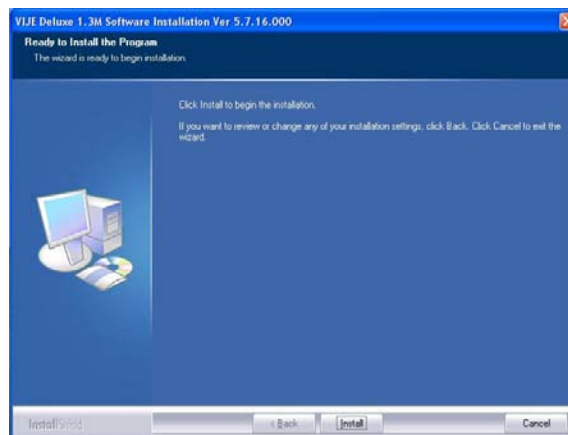 VIJE Deluxe 1.3M Software Installation Ver 5.7.16.000
Ready to Install the Program
The wizard is ready to begin installation.
Click Install to begin the installation.
If you want to review or change any of your installation settings, click Back. Click Cancel to exit the
wizard.
InstallShield
< Back
Install
Cancel